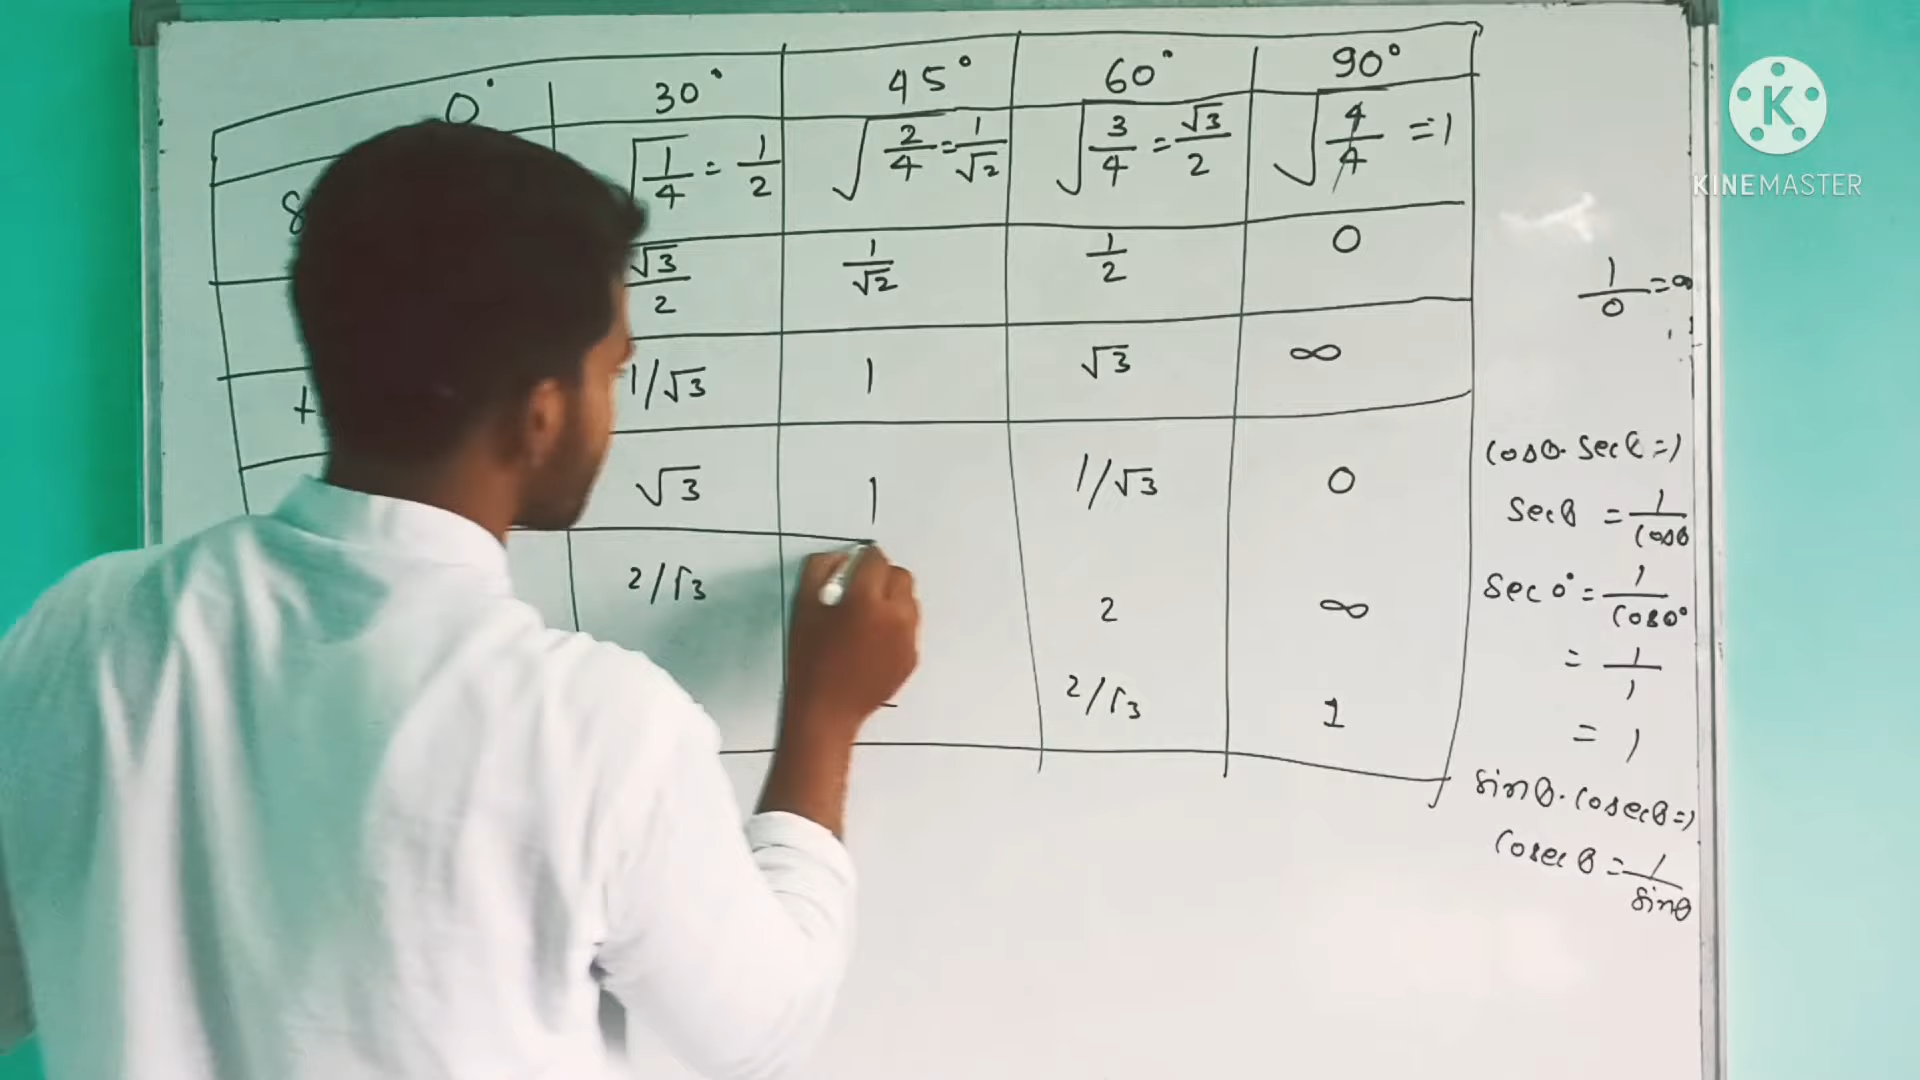 0° 30° 45° 60° 90°
√1/4 = 1/2 √2/4 = 1/√2 √3/4 = √3/2 √4/4 = 1
√3/2 1/√2 1/2 0
1/√3 1 √3 ∞
√3 1 1/√3 0
2/√3 2 ∞
2/√3 1
1/0 = ∞
cosθ. secθ = 1
secθ = 1/cosθ
sec 0° = 1/cos0°
= 1/1
= 1
sinθ. cosecθ = 1
cosecθ = 1/sinθ
K
KINEMASTER